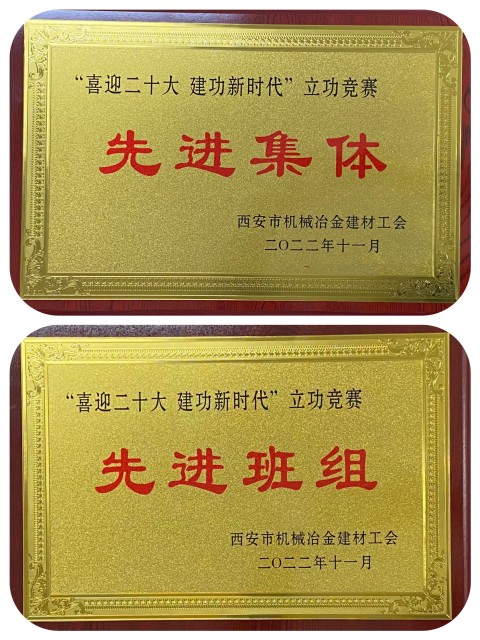 “喜迎二十大 建功新时代”立功竞赛
先进集体
西安市机械冶金建材工会
二〇二二年十一月
“喜迎二十大 建功新时代”立功竞赛
先进班组
西安市机械冶金建材工会
二〇二二年十一月